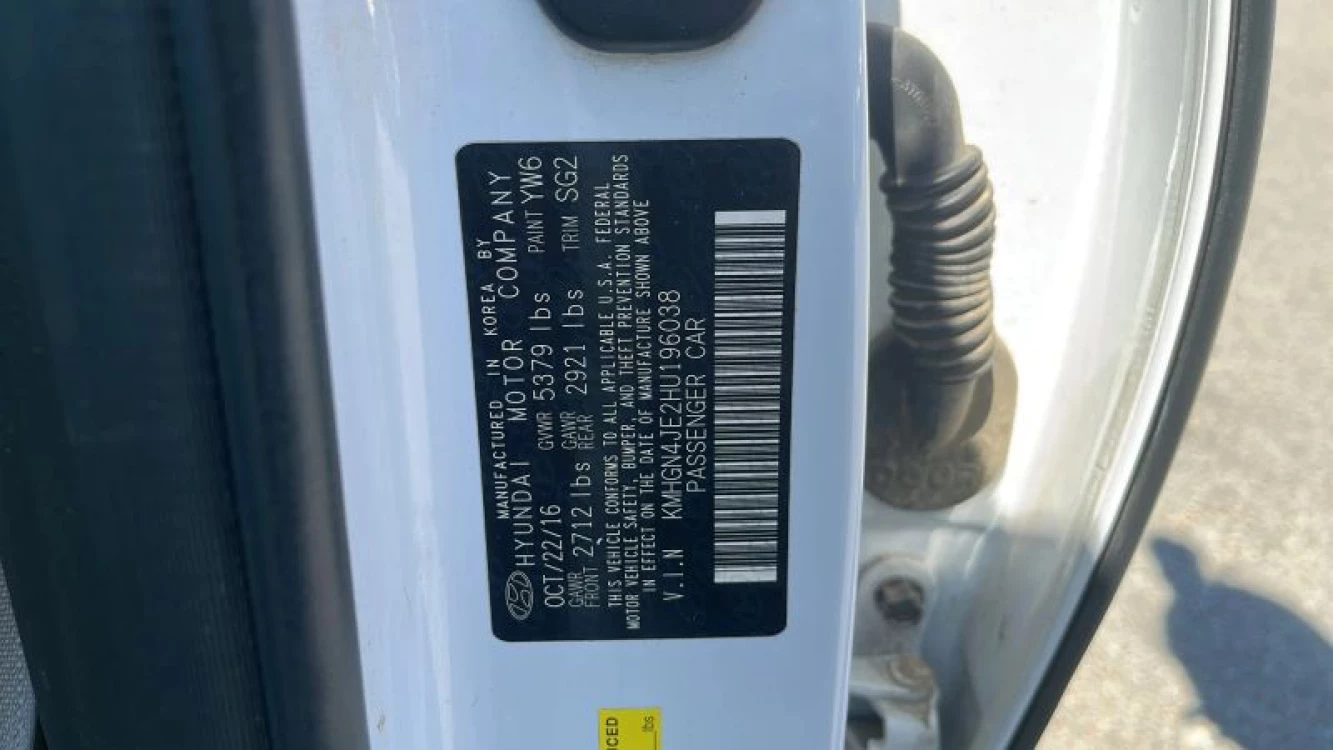 MANUFACTURED IN KOREA BY
HYUNDAI MOTOR COMPANY
OCT/22/16 GVWR 5379 lbs PAINT YW6
GAWR FRONT 2712 lbs GAWR REAR 2921 lbs TRIM SG2
THIS VEHICLE CONFORMS TO ALL APPLICABLE U.S.A. FEDERAL
MOTOR VEHICLE SAFETY, BUMPER, AND THEFT PREVENTION STANDARDS
IN EFFECT ON THE DATE OF MANUFACTURE SHOWN ABOVE
V.I.N KMHGN4JE2HU196038
PASSENGER CAR
lbs